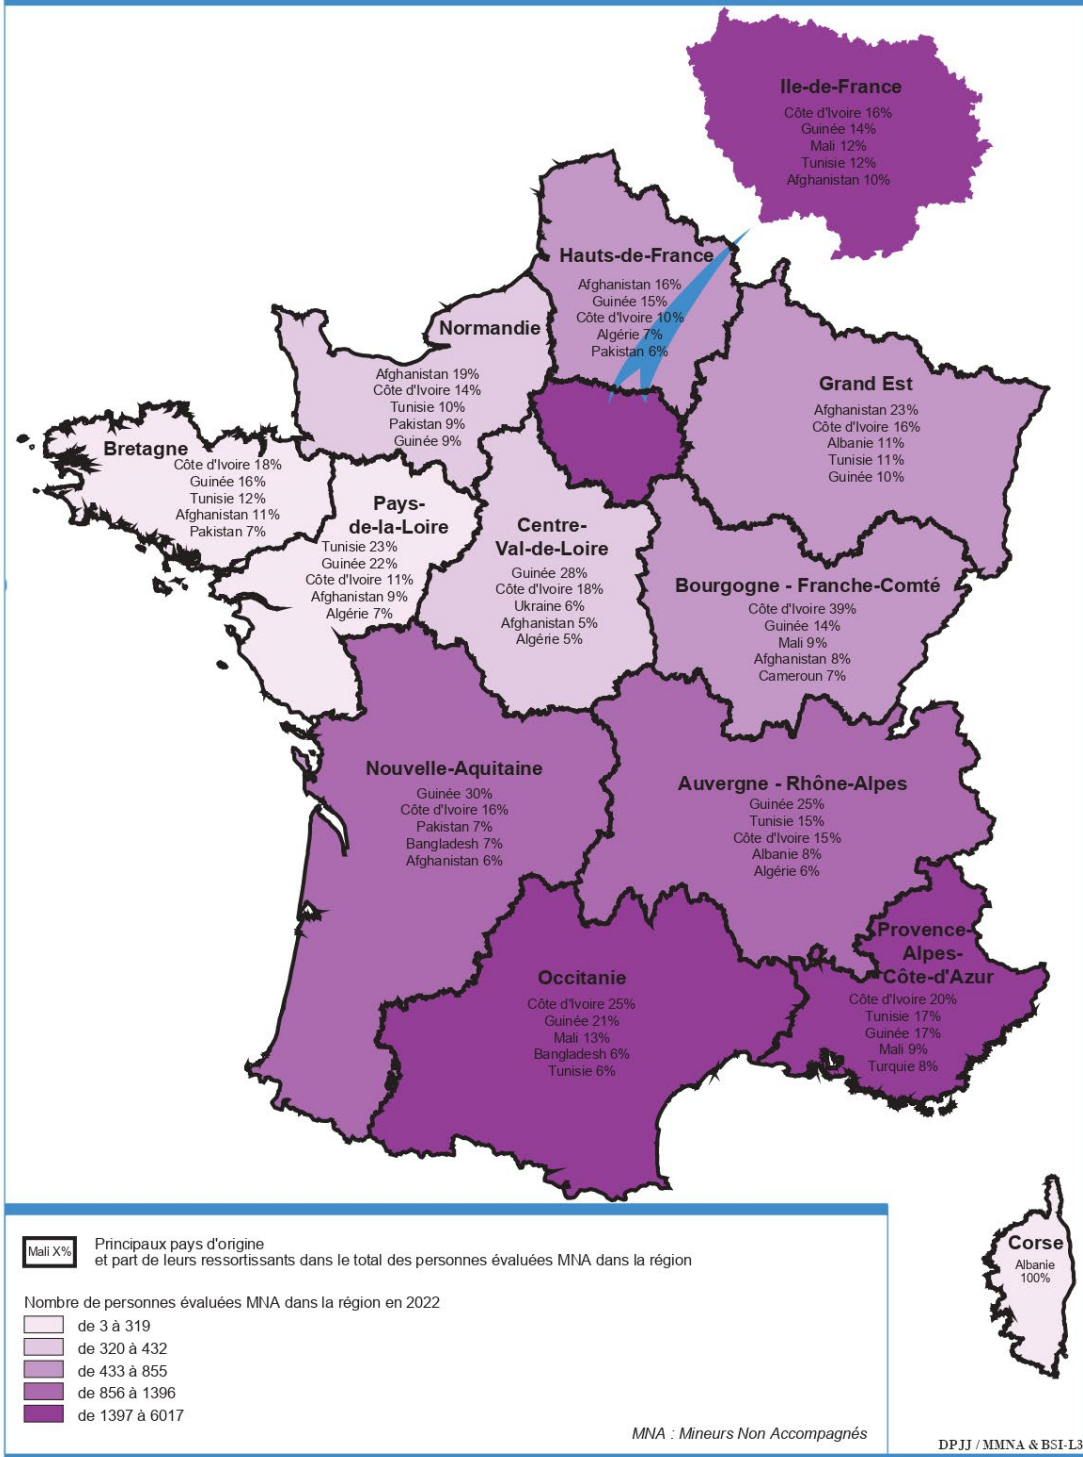 Ile-de-France
Côte d'Ivoire 16%
Guinée 14%
Mali 12%
Tunisie 12%
Afghanistan 10%
Hauts-de-France
Afghanistan 16%
Guinée 15%
Côte d'Ivoire 10%
Algérie 7%
Pakistan 6%
Normandie
Afghanistan 19%
Côte d'Ivoire 14%
Tunisie 10%
Pakistan 9%
Guinée 9%
Grand Est
Afghanistan 23%
Côte d'Ivoire 16%
Albanie 11%
Tunisie 11%
Guinée 10%
Bretagne
Côte d'Ivoire 18%
Guinée 16%
Tunisie 12%
Afghanistan 11%
Pakistan 7%
Pays-
de-la-Loire
Tunisie 23%
Guinée 22%
Côte d'Ivoire 11%
Afghanistan 9%
Algérie 7%
Centre-
Val-de-Loire
Guinée 28%
Côte d'Ivoire 18%
Ukraine 6%
Afghanistan 5%
Algérie 5%
Bourgogne - Franche-Comté
Côte d'Ivoire 39%
Guinée 14%
Mali 9%
Afghanistan 8%
Cameroun 7%
Nouvelle-Aquitaine
Guinée 30%
Côte d'Ivoire 16%
Pakistan 7%
Bangladesh 7%
Afghanistan 6%
Auvergne - Rhône-Alpes
Guinée 25%
Tunisie 15%
Côte d'Ivoire 15%
Albanie 8%
Algérie 6%
Occitanie
Côte d'Ivoire 25%
Guinée 21%
Mali 13%
Bangladesh 6%
Tunisie 6%
Provence-
Alpes-
Côte-d'Azur
Côte d'Ivoire 20%
Tunisie 17%
Guinée 17%
Mali 9%
Turquie 8%
Corse
Albanie
100%
Mali X%
Principaux pays d'origine
et part de leurs ressortissants dans le total des personnes évaluées MNA dans la région
Nombre de personnes évaluées MNA dans la région en 2022
de 3 à 319
de 320 à 432
de 433 à 855
de 856 à 1396
de 1397 à 6017
MNA : Mineurs Non Accompagnés
DPJJ / MMNA & BSI-L3